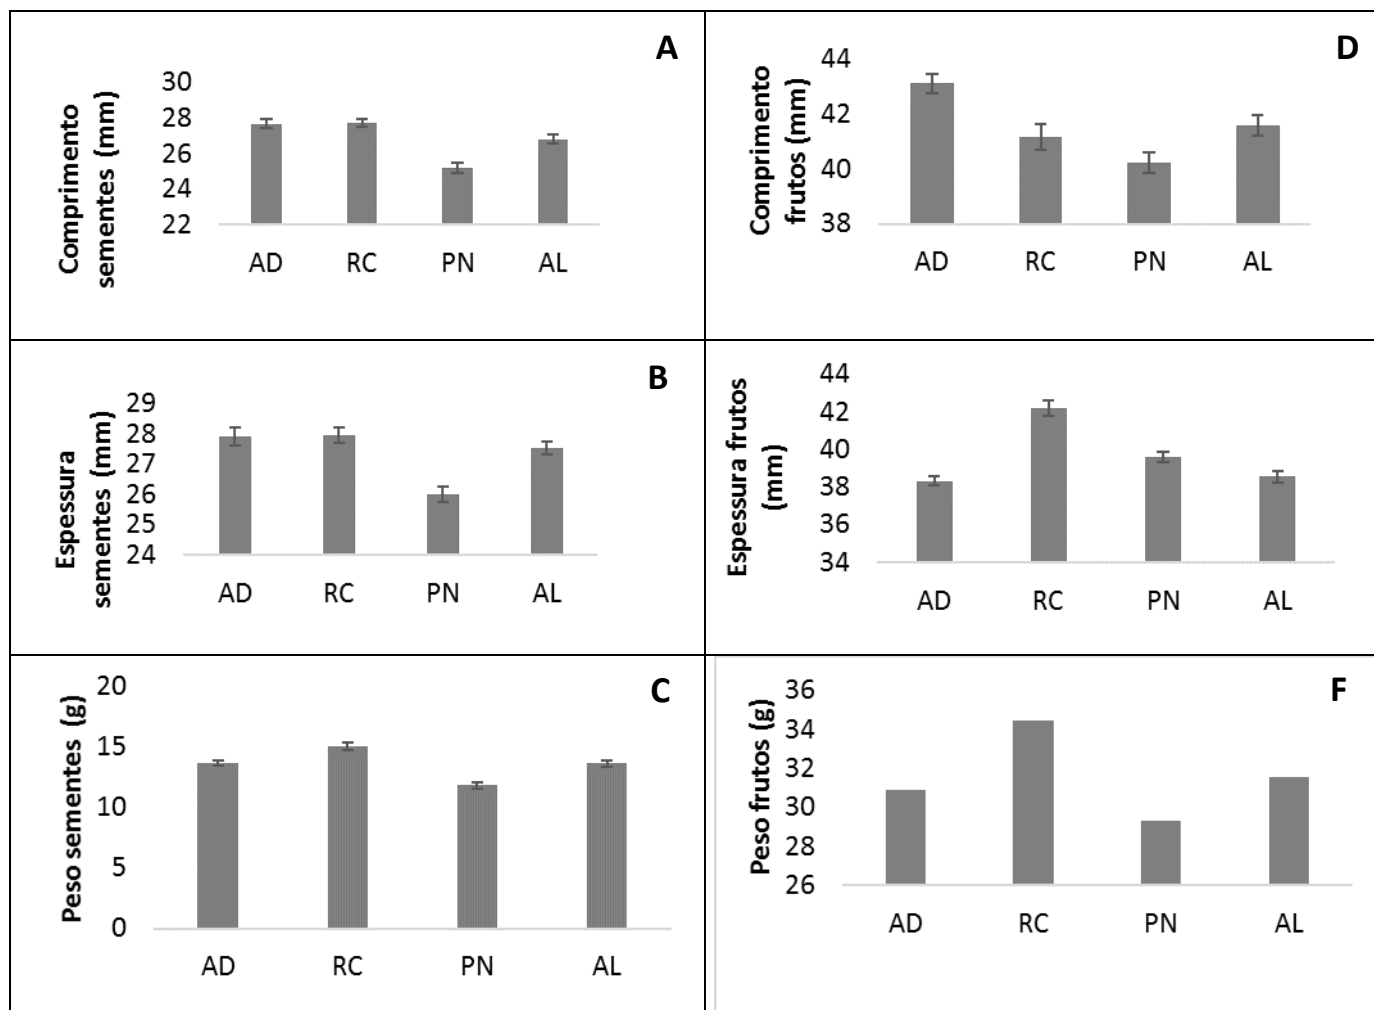 A
Comprimento
sementes (mm)
30
28
26
24
22
AD RC PN AL
D
Comprimento
frutos (mm)
44
42
40
38
AD RC PN AL
B
Espessura
sementes (mm)
29
28
27
26
25
24
AD RC PN AL
Espessura frutos
(mm)
44
42
40
38
36
34
AD RC PN AL
C
Peso sementes (g)
20
15
10
5
0
AD RC PN AL
F
Peso frutos (g)
36
34
32
30
28
26
AD RC PN AL